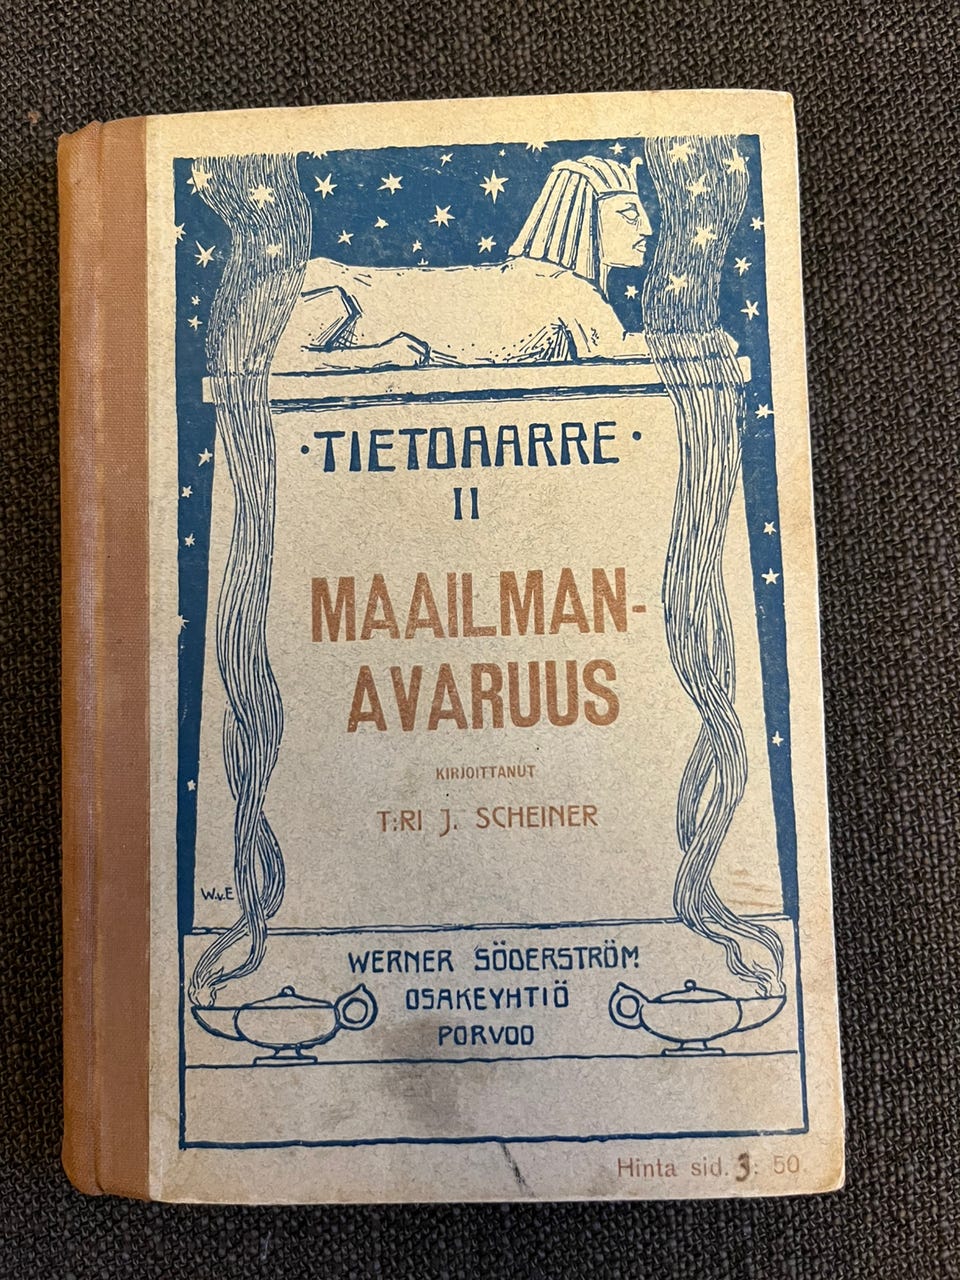 · TIETOAARRE ·
II
MAAILMAN-
AVARUUS
KIRJOITTANUT
T:RI J. SCHEINER
W.v.E
WERNER SÖDERSTRÖM
OSAKEYHTIÖ
PORVOO
Hinta sid. 3: 50.